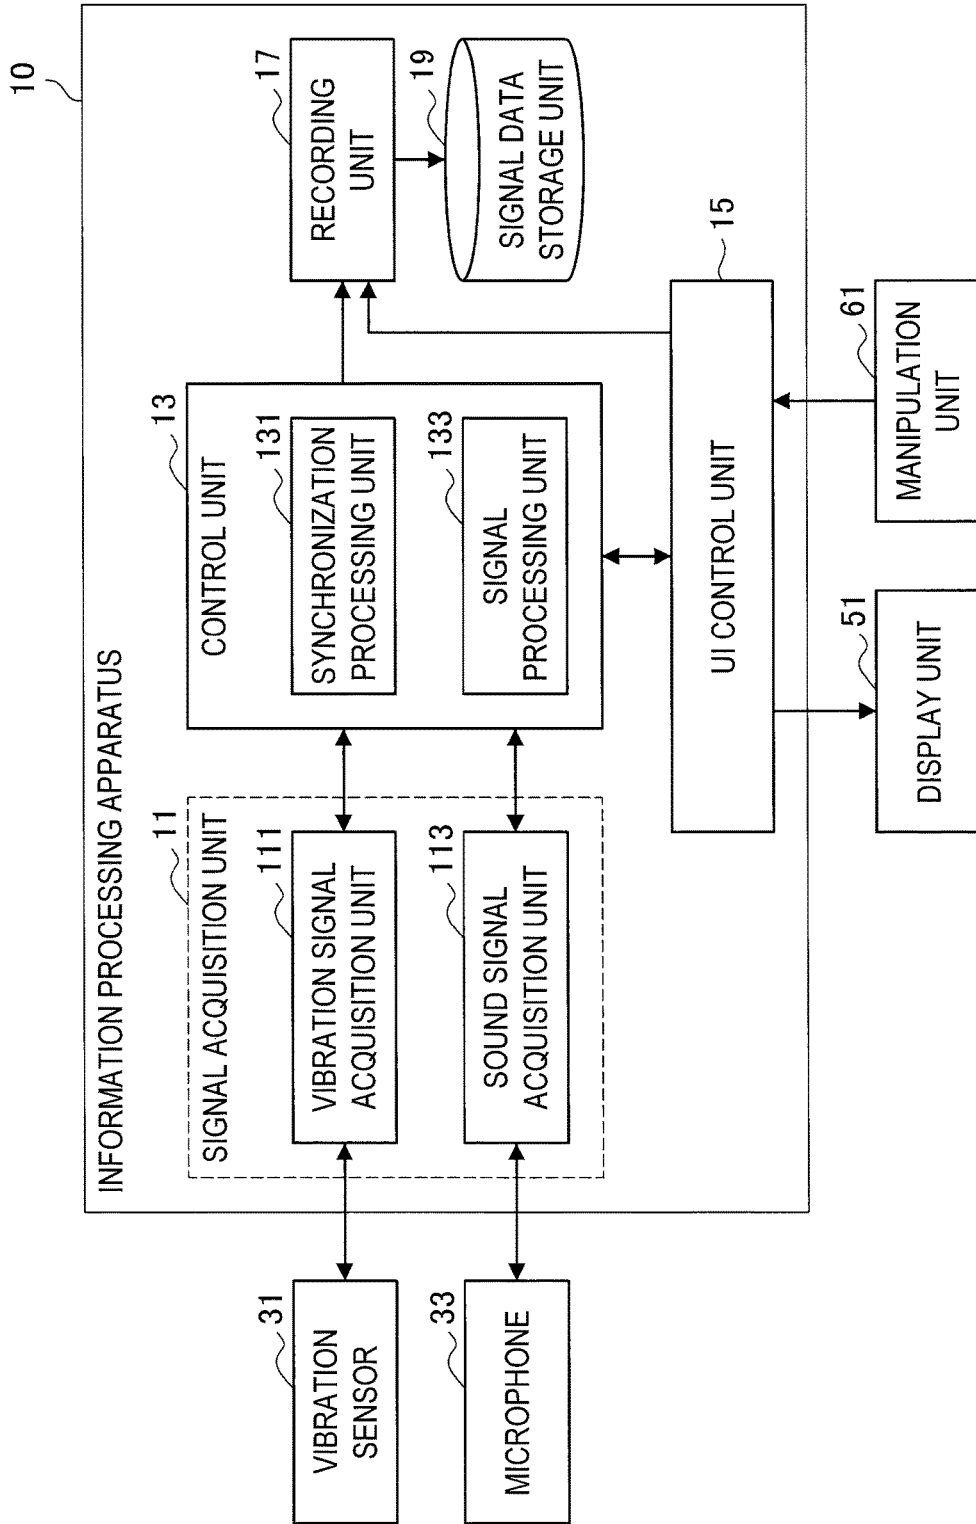 10
INFORMATION PROCESSING APPARATUS
11
SIGNAL ACQUISITION UNIT
13
CONTROL UNIT
31
VIBRATION
SENSOR
111
VIBRATION SIGNAL
ACQUISITION UNIT
131
SYNCHRONIZATION
PROCESSING UNIT
17
RECORDING
UNIT
33
MICROPHONE
113
SOUND SIGNAL
ACQUISITION UNIT
133
SIGNAL
PROCESSING UNIT
19
SIGNAL DATA
STORAGE UNIT
15
UI CONTROL UNIT
51
DISPLAY UNIT
61
MANIPULATION
UNIT